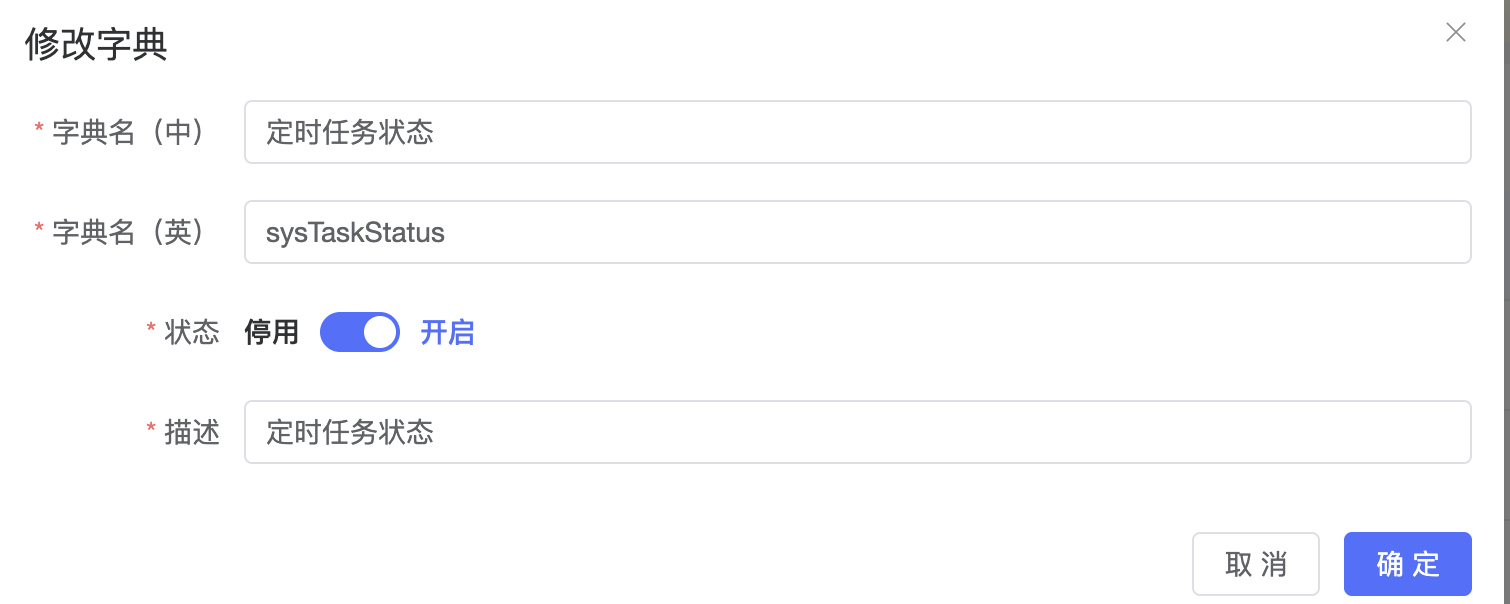 修改字典
* 字典名（中） 定时任务状态
* 字典名（英） sysTaskStatus
* 状态 停用 开启
* 描述 定时任务状态
取 消 确 定